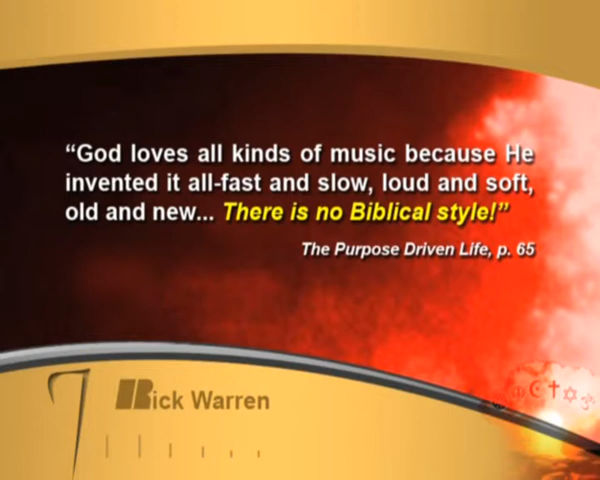 “God loves all kinds of music because He
invented it all-fast and slow, loud and soft,
old and new... There is no Biblical style!”
The Purpose Driven Life, p. 65
Rick Warren